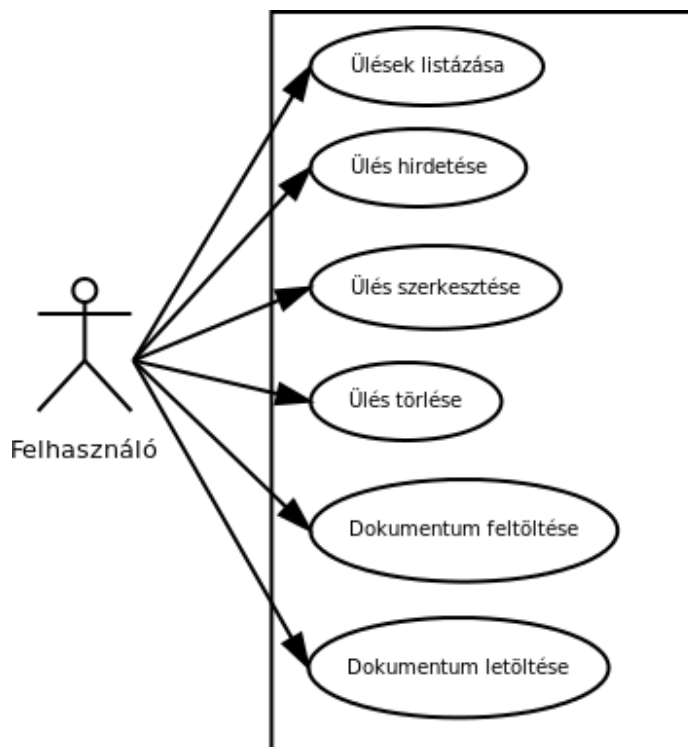 Ülések listázása
Ülés hirdetése
Ülés szerkesztése
Ülés törlése
Felhasználó
Dokumentum feltöltése
Dokumentum letöltése